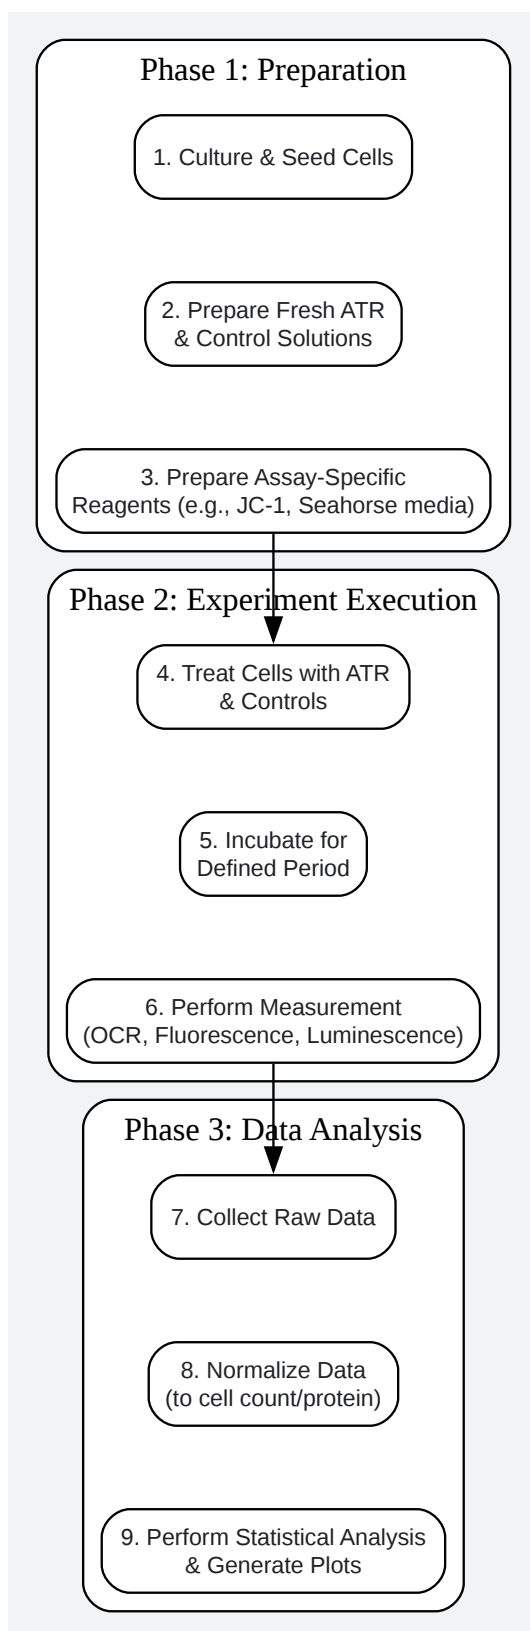 Phase 1: Preparation
1. Culture & Seed Cells
2. Prepare Fresh ATR
& Control Solutions
3. Prepare Assay-Specific
Reagents (e.g., JC-1, Seahorse media)
Phase 2: Experiment Execution
4. Treat Cells with ATR
& Controls
5. Incubate for
Defined Period
6. Perform Measurement
(OCR, Fluorescence, Luminescence)
Phase 3: Data Analysis
7. Collect Raw Data
8. Normalize Data
(to cell count/protein)
9. Perform Statistical Analysis
& Generate Plots